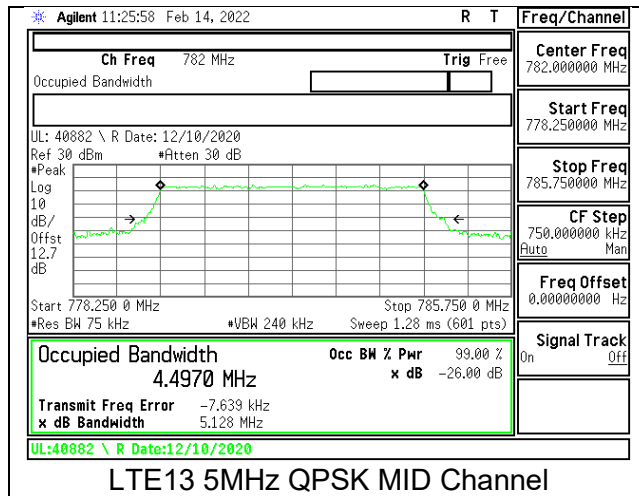 Agilent 11:25:58 Feb 14, 2022 R T
Freq/Channel
Ch Freq 782 MHz Trig Free
Occupied Bandwidth
Center Freq
782.000000 MHz
Start Freq
778.250000 MHz
Stop Freq
785.750000 MHz
CF Step
750.000000 kHz
Auto Man
Freq Offset
0.00000000 Hz
Signal Track
On Off
UL: 40882 \ R Date: 12/10/2020
Ref 30 dBm #Atten 30 dB
#Peak
Log
10
dB/
Offst
12.7
dB
Start 778.250 0 MHz Stop 785.750 0 MHz
#Res BW 75 kHz #VBW 240 kHz Sweep 1.28 ms (601 pts)
Occupied Bandwidth Occ BW % Pwr 99.00 %
4.4970 MHz x dB -26.00 dB
Transmit Freq Error -7.639 kHz
x dB Bandwidth 5.128 MHz
UL:40882 \ R Date:12/10/2020
LTE13 5MHz QPSK MID Channel